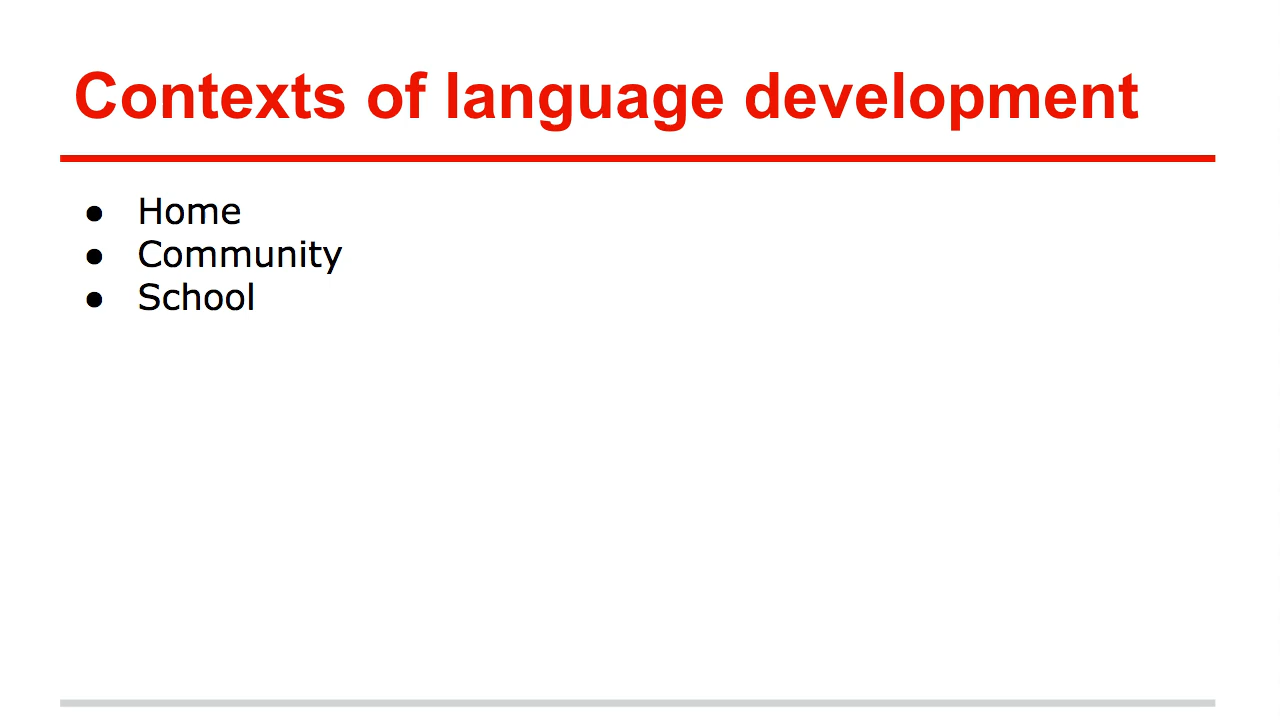 Contexts of language development
● Home
● Community
● School